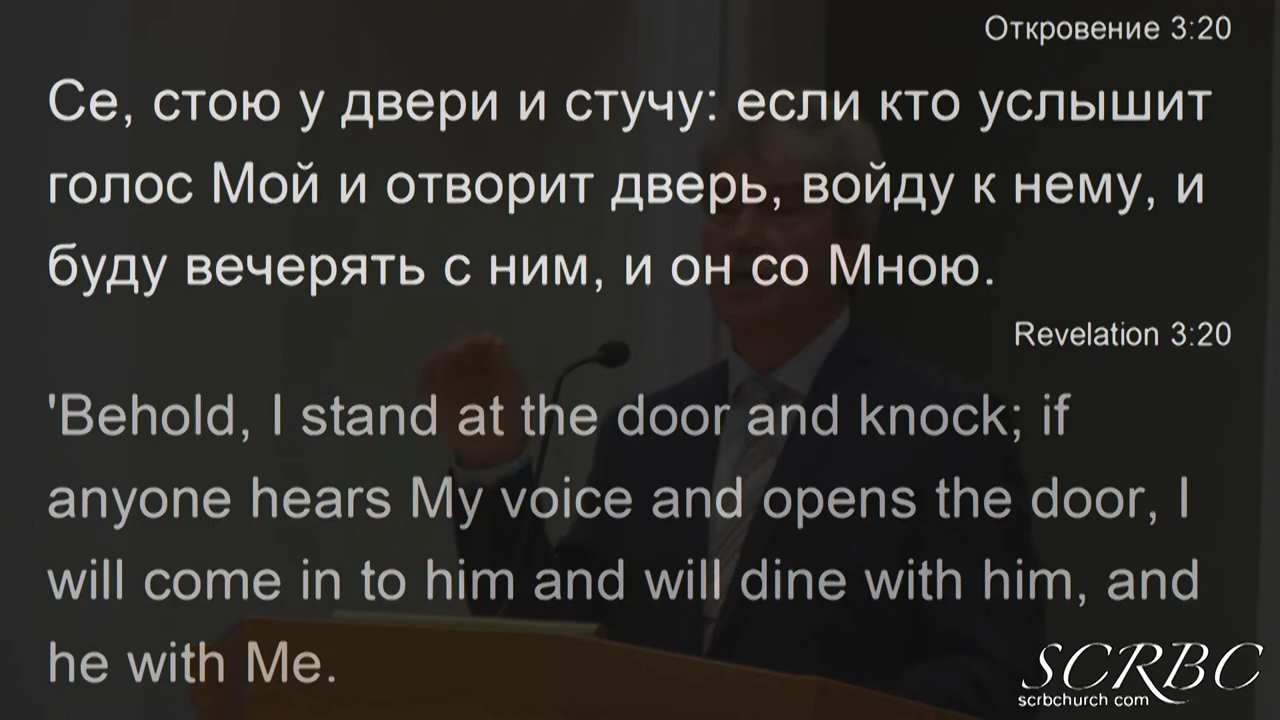 Откровение 3:20
Се, стою у двери и стучу: если кто услышит
голос Мой и отворит дверь, войду к нему, и
буду вечерять с ним, и он со Мною.
Revelation 3:20
'Behold, I stand at the door and knock; if
anyone hears My voice and opens the door, I
will come in to him and will dine with him, and
he with Me.
SCRBC
scrbchurch com